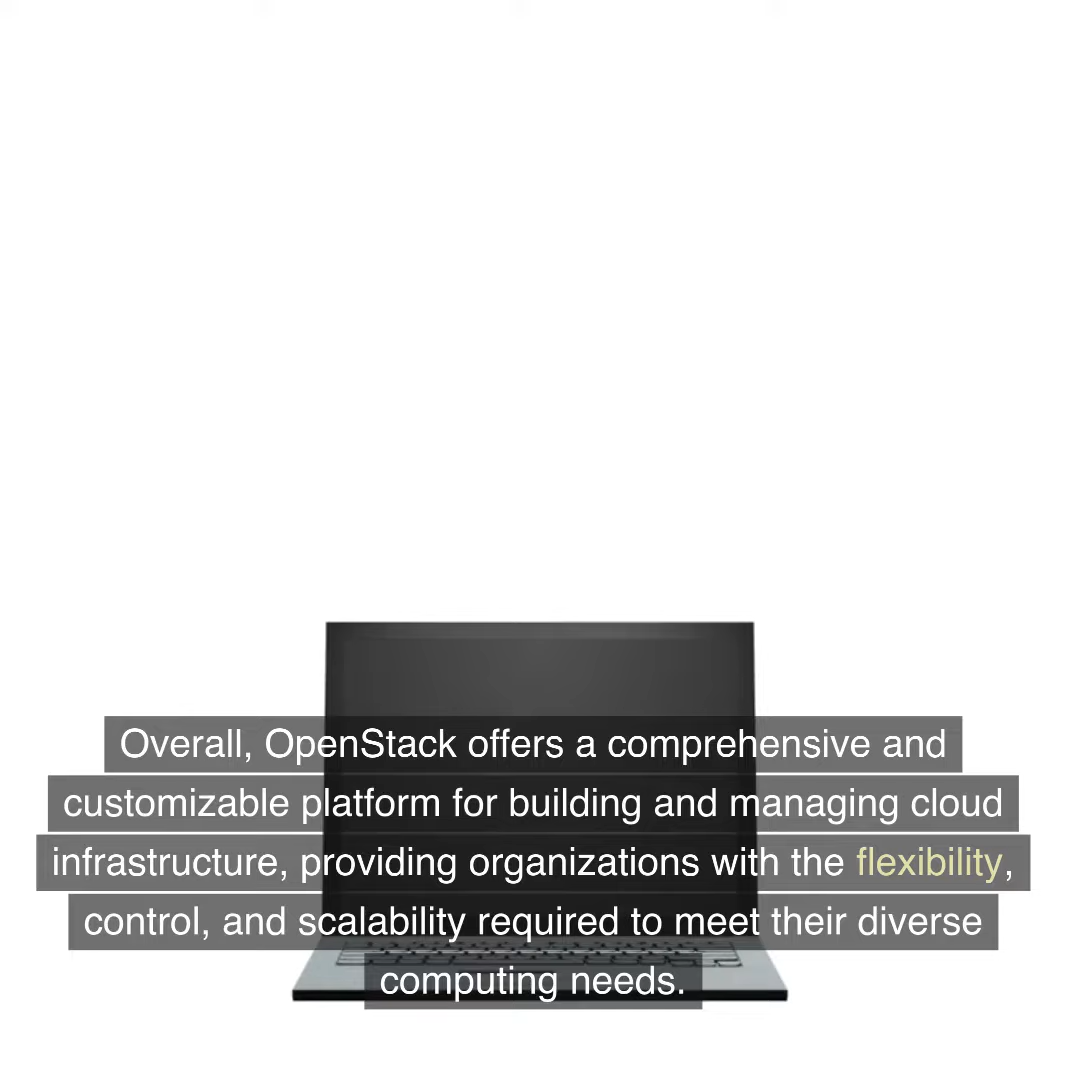 Overall, OpenStack offers a comprehensive and
customizable platform for building and managing cloud
infrastructure, providing organizations with the flexibility,
control, and scalability required to meet their diverse
computing needs.